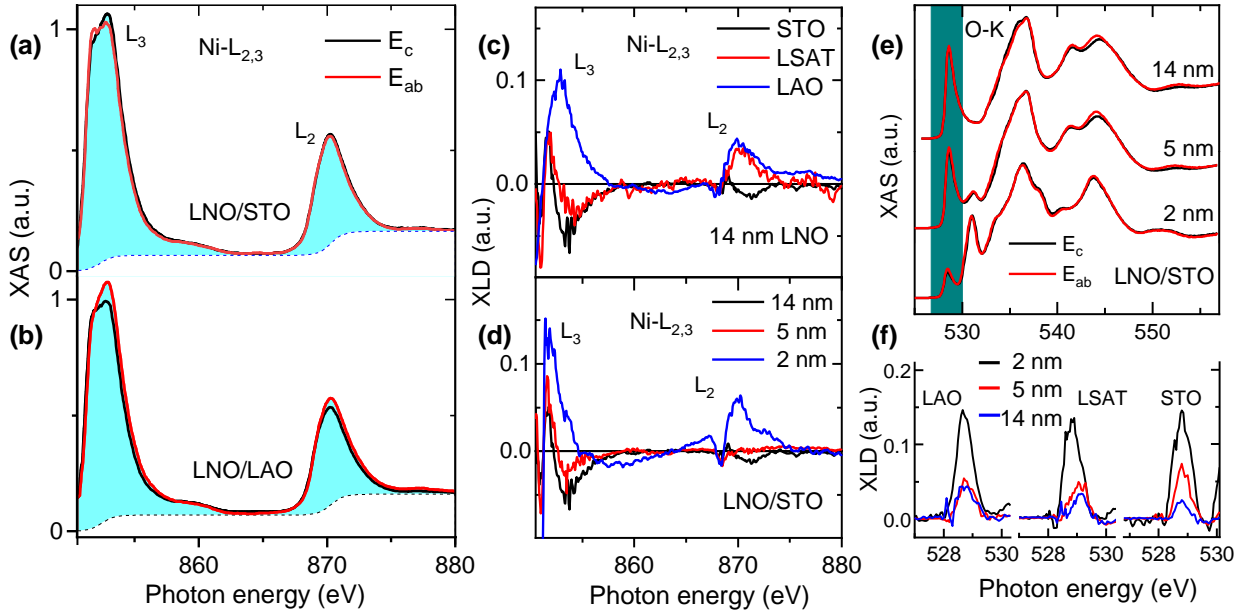 (a)
1
L3
Ni-L2,3
Ec
Eab
L2
LNO/STO
0
XAS (a.u.)
(b)
1
LNO/LAO
0
860
870
880
Photon energy (eV)
(c)
Ni-L2,3
STO
LSAT
LAO
L3
0.1
L2
0.0
14 nm LNO
XLD (a.u.)
(d)
Ni-L2,3
14 nm
5 nm
2 nm
L3
0.1
L2
0.0
LNO/STO
860
870
880
Photon energy (eV)
(e)
O-K
14 nm
5 nm
2 nm
XAS (a.u.)
Ec
Eab
LNO/STO
530
540
550
(f)
0.2
2 nm
5 nm
14 nm
LAO
LSAT
STO
0.1
0.0
XLD (a.u.)
528
530
528
530
528
530
Photon energy (eV)